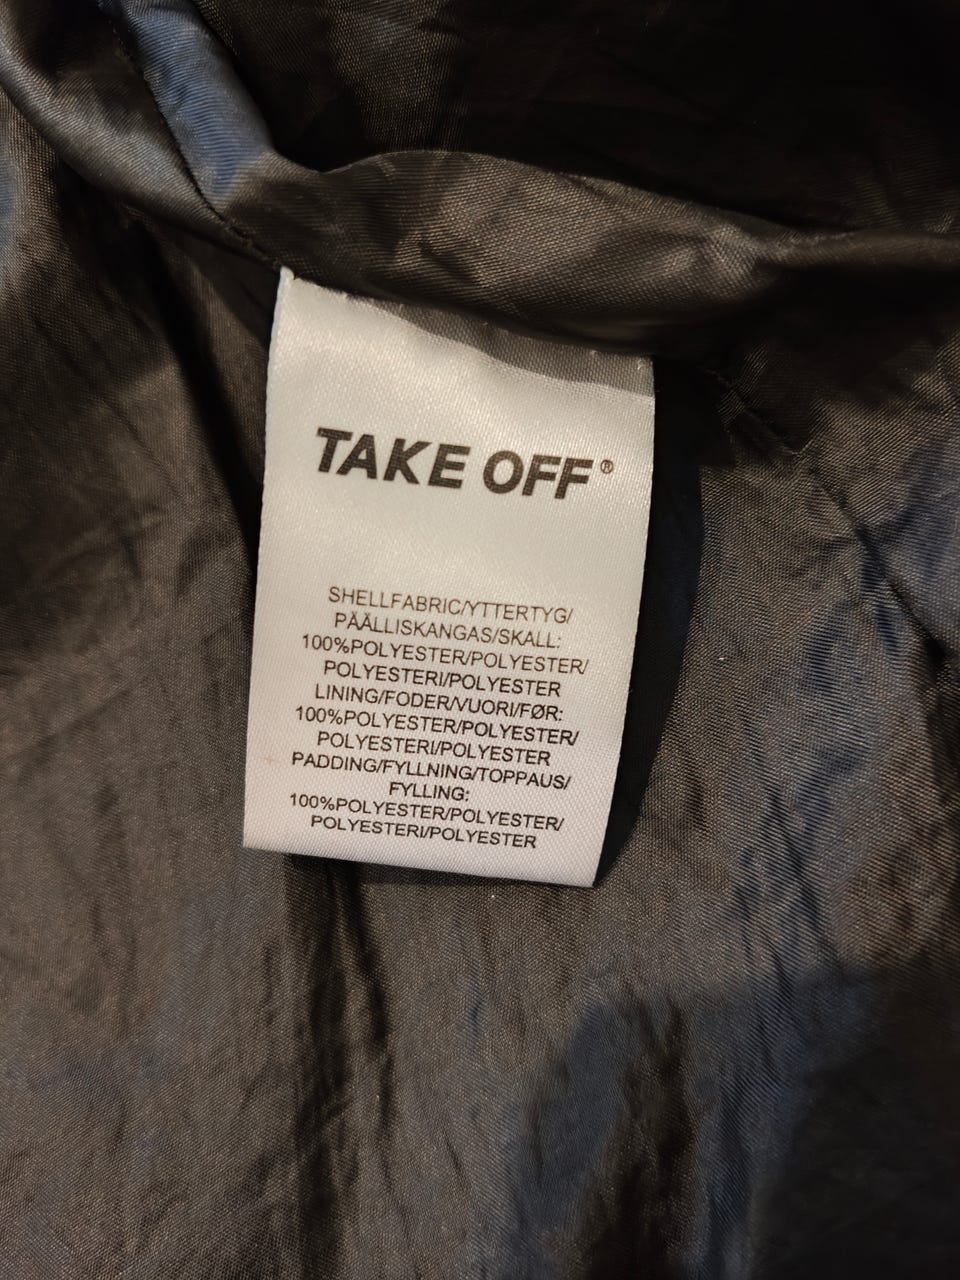 TAKE OFF®
SHELLFABRIC/YTTERTYG/
PÄÄLLISKANGAS/SKALL:
100%POLYESTER/POLYESTER/
POLYESTERI/POLYESTER
LINING/FODER/VUORI/FØR:
100%POLYESTER/POLYESTER/
POLYESTERI/POLYESTER
PADDING/FYLLNING/TOPPAUS/
FYLLING:
100%POLYESTER/POLYESTER/
POLYESTERI/POLYESTER